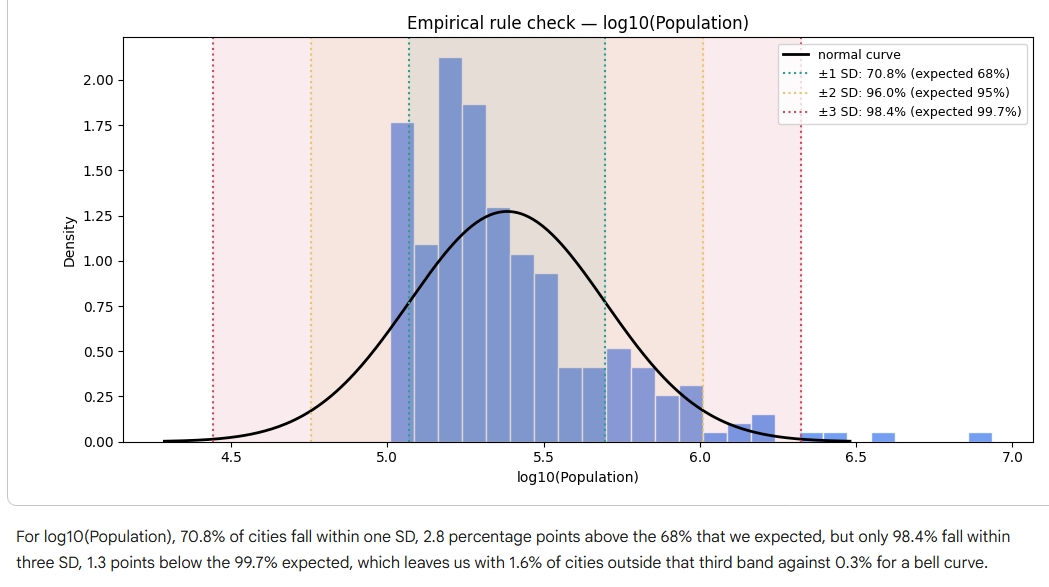 Empirical rule check — log10(Population)
normal curve
±1 SD: 70.8% (expected 68%)
±2 SD: 96.0% (expected 95%)
±3 SD: 98.4% (expected 99.7%)
Density
2.00
1.75
1.50
1.25
1.00
0.75
0.50
0.25
0.00
4.5 5.0 5.5 6.0 6.5 7.0
log10(Population)
For log10(Population), 70.8% of cities fall within one SD, 2.8 percentage points above the 68% that we expected, but only 98.4% fall within
three SD, 1.3 points below the 99.7% expected, which leaves us with 1.6% of cities outside that third band against 0.3% for a bell curve.